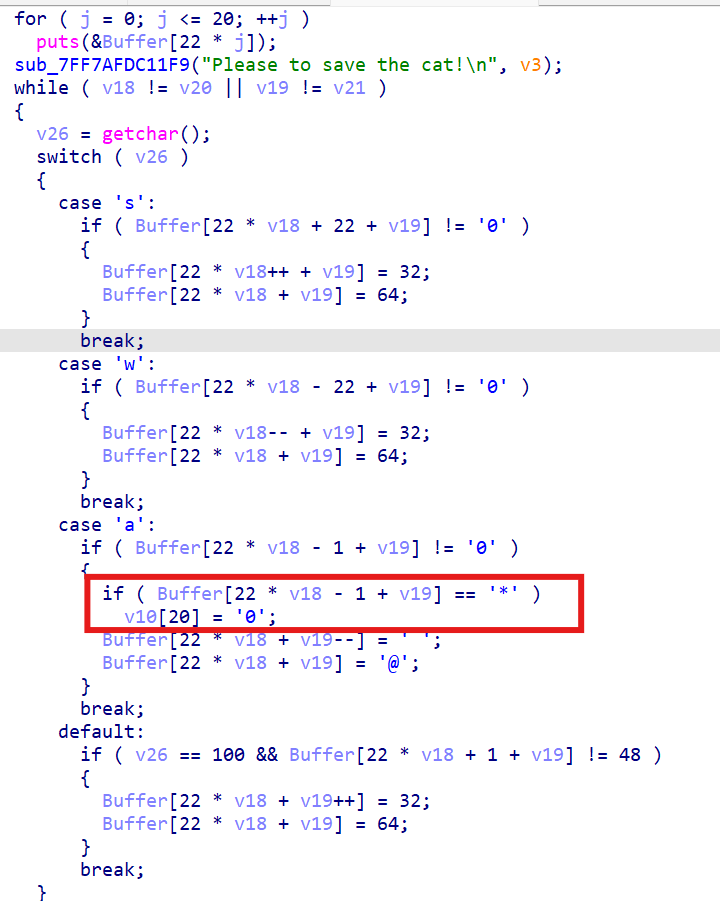 for ( j = 0; j <= 20; ++j )
  puts(&Buffer[22 * j]);
sub_7FF7AFDC11F9("Please to save the cat!\n", v3);
while ( v18 != v20 || v19 != v21 )
{
  v26 = getchar();
  switch ( v26 )
  {
    case 's':
      if ( Buffer[22 * v18 + 22 + v19] != '0' )
      {
        Buffer[22 * v18++ + v19] = 32;
        Buffer[22 * v18 + v19] = 64;
      }
      break;
    case 'w':
      if ( Buffer[22 * v18 - 22 + v19] != '0' )
      {
        Buffer[22 * v18-- + v19] = 32;
        Buffer[22 * v18 + v19] = 64;
      }
      break;
    case 'a':
      if ( Buffer[22 * v18 - 1 + v19] != '0' )
      {
        if ( Buffer[22 * v18 - 1 + v19] == '*' )
          v10[20] = '0';
        Buffer[22 * v18 + v19--] = ' ';
        Buffer[22 * v18 + v19] = '@';
      }
      break;
    default:
      if ( v26 == 100 && Buffer[22 * v18 + 1 + v19] != 48 )
      {
        Buffer[22 * v18 + v19++] = 32;
        Buffer[22 * v18 + v19] = 64;
      }
      break;
  }